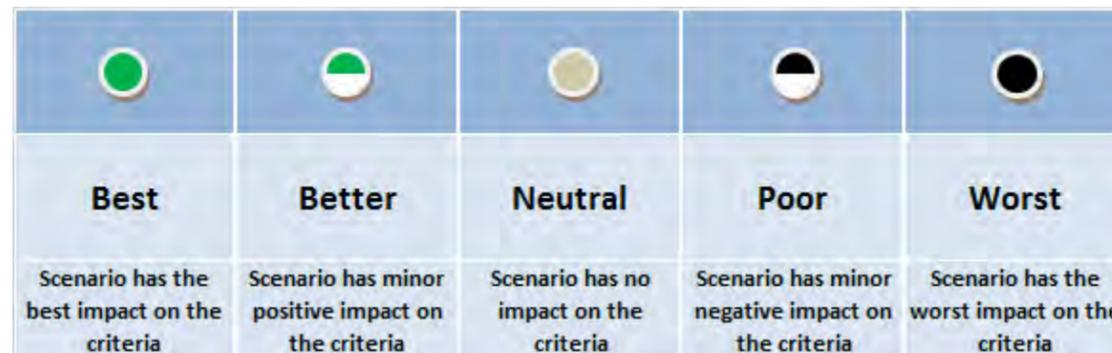 Best
Better
Neutral
Poor
Worst
Scenario has the
best impact on the
criteria
Scenario has minor
positive impact on
the criteria
Scenario has no
impact on the
criteria
Scenario has minor
negative impact on
the criteria
Scenario has the
worst impact on the
criteria